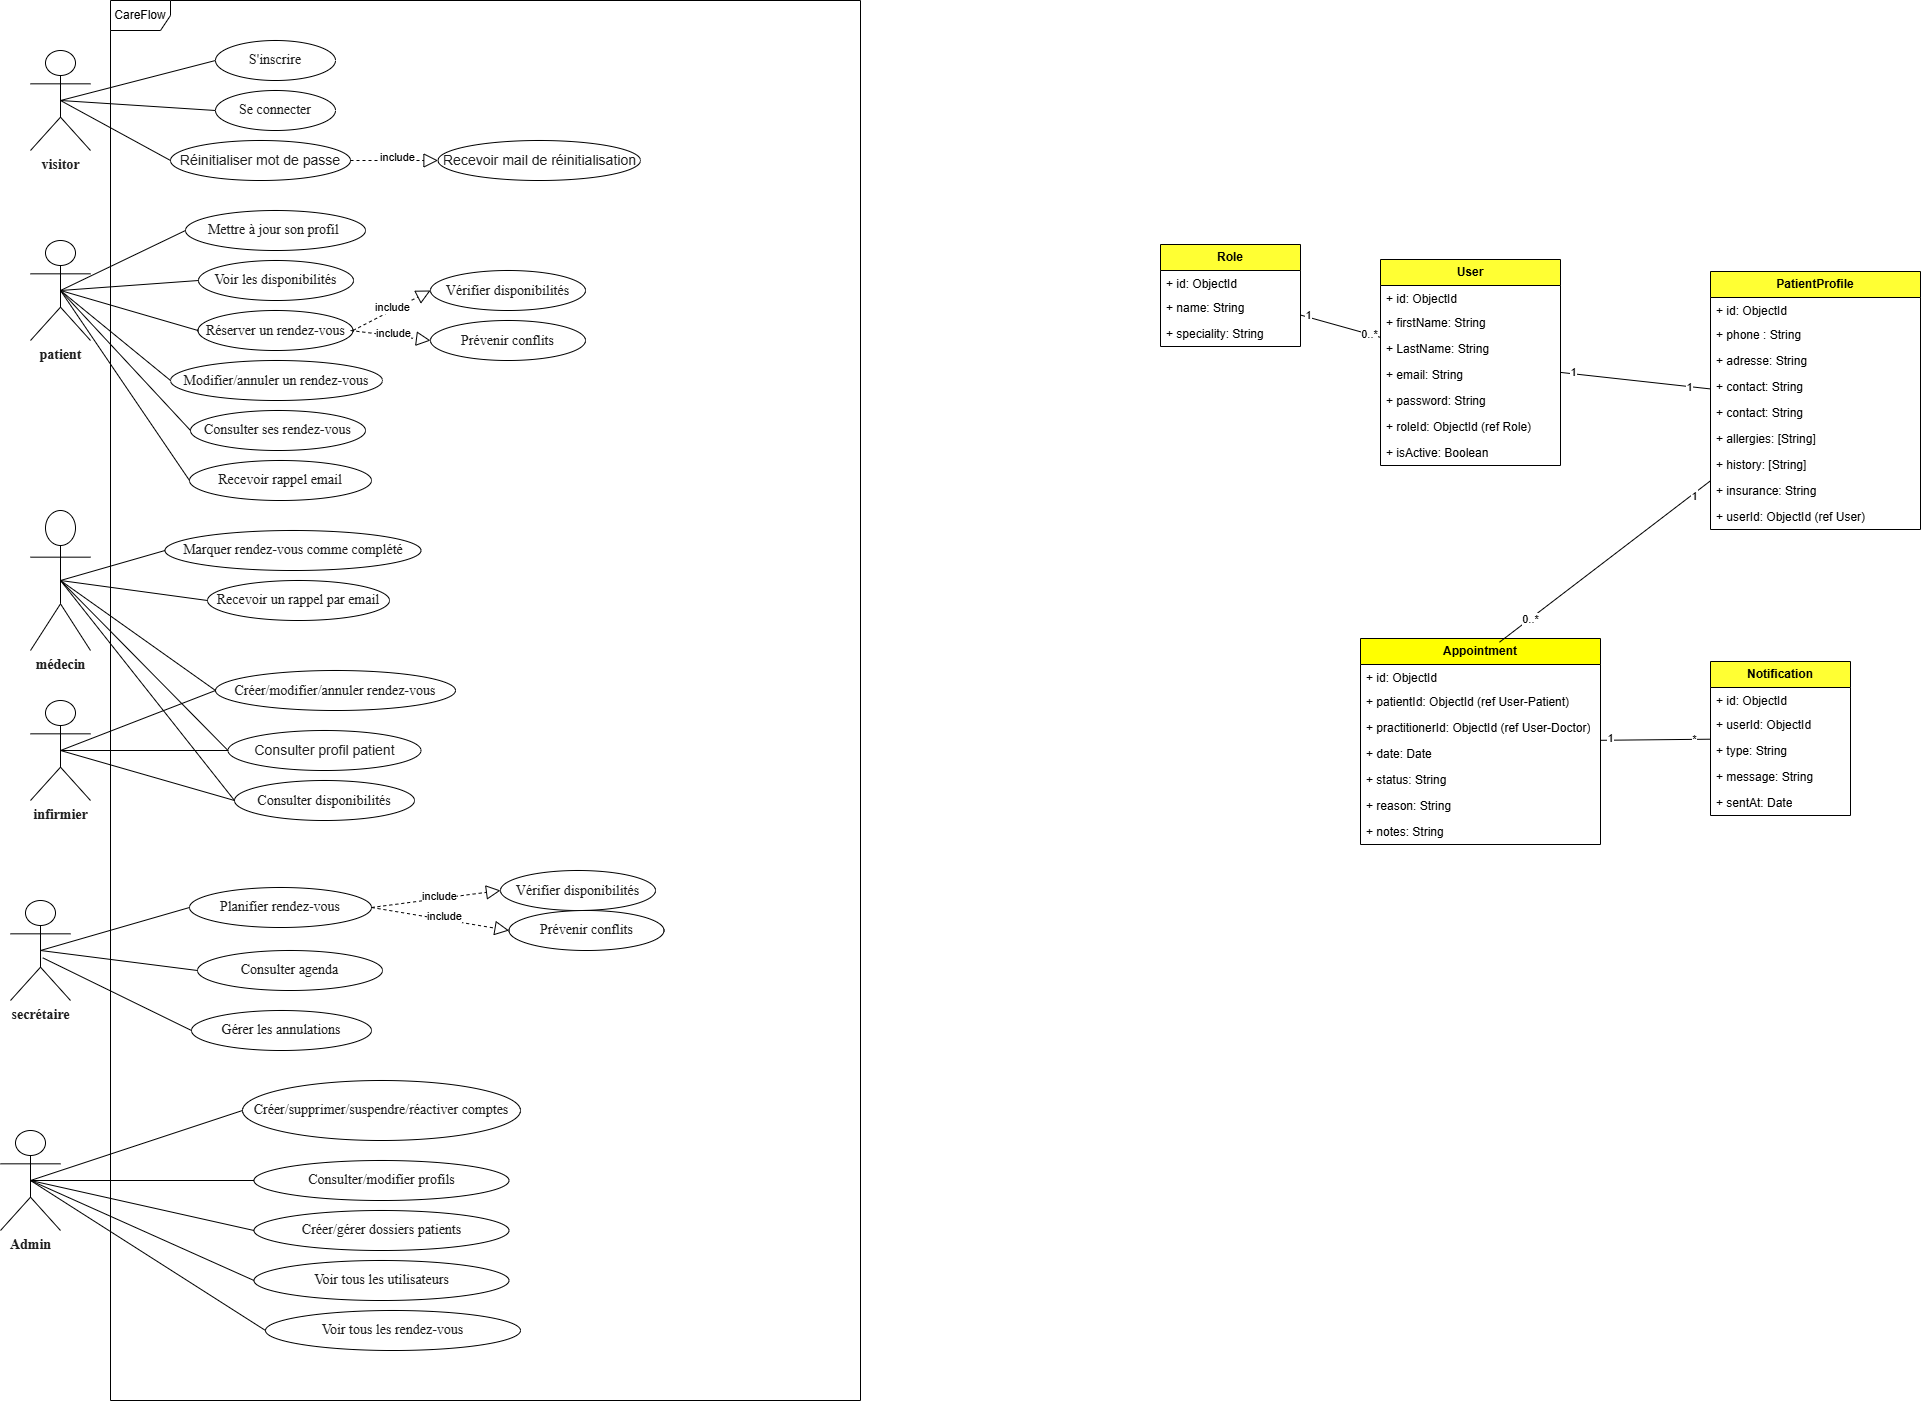 CareFlow
S'inscrire
Se connecter
Réinitialiser mot de passe
include
Recevoir mail de réinitialisation
visitor
Mettre à jour son profil
Voir les disponibilités
Réserver un rendez-vous
include
Vérifier disponibilités
include
Prévenir conflits
patient
Modifier/annuler un rendez-vous
Consulter ses rendez-vous
Recevoir rappel email
Marquer rendez-vous comme complété
Recevoir un rappel par email
médecin
Créer/modifier/annuler rendez-vous
Consulter profil patient
Consulter disponibilités
infirmier
Planifier rendez-vous
include
Vérifier disponibilités
include
Prévenir conflits
Consulter agenda
secrétaire
Gérer les annulations
Créer/supprimer/suspendre/réactiver comptes
Consulter/modifier profils
Créer/gérer dossiers patients
Admin
Voir tous les utilisateurs
Voir tous les rendez-vous
Role
+ id: ObjectId
+ name: String
+ speciality: String
1
0..*
User
+ id: ObjectId
+ firstName: String
+ LastName: String
+ email: String
+ password: String
+ roleId: ObjectId (ref Role)
+ isActive: Boolean
1
1
PatientProfile
+ id: ObjectId
+ phone : String
+ adresse: String
+ contact: String
+ contact: String
+ allergies: [String]
+ history: [String]
+ insurance: String
+ userId: ObjectId (ref User)
1
0..*
Appointment
+ id: ObjectId
+ patientId: ObjectId (ref User-Patient)
+ practitionerId: ObjectId (ref User-Doctor)
+ date: Date
+ status: String
+ reason: String
+ notes: String
1
*
Notification
+ id: ObjectId
+ userId: ObjectId
+ type: String
+ message: String
+ sentAt: Date